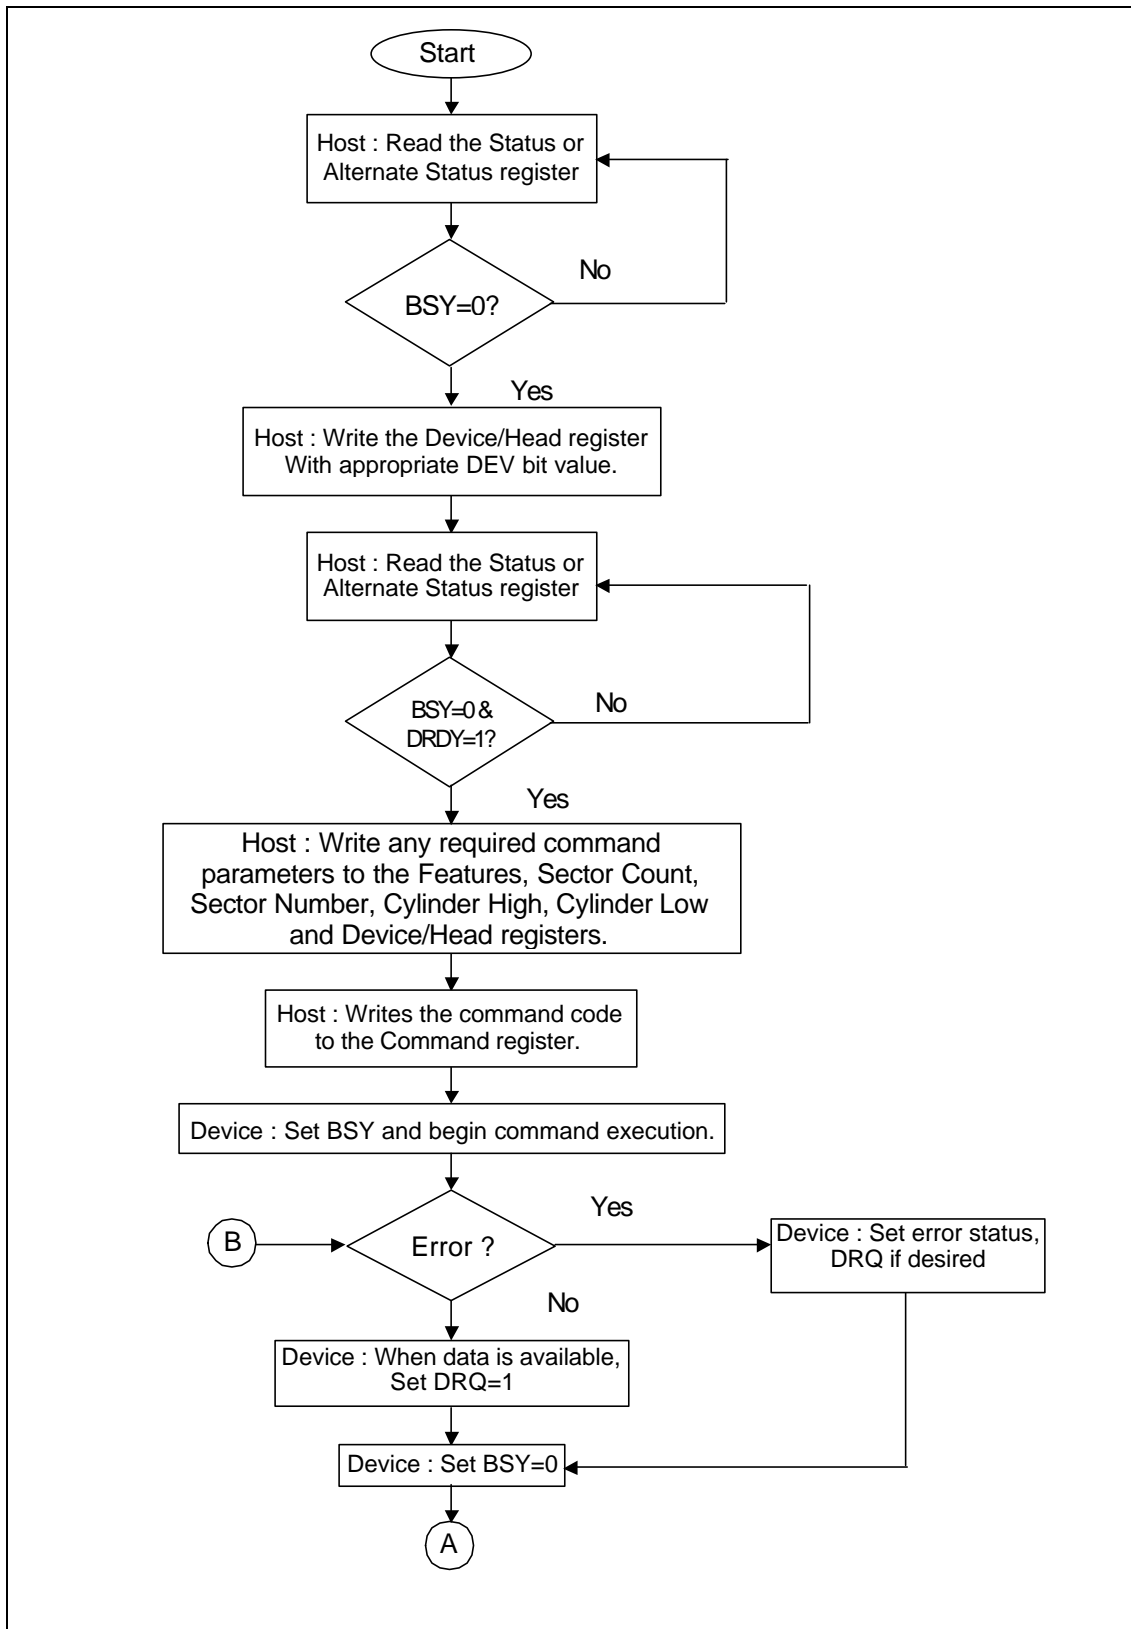 Start
Host : Read the Status or
Alternate Status register
No
BSY=0?
Yes
Host : Write the Device/Head register
With appropriate DEV bit value.
Host : Read the Status or
Alternate Status register
No
BSY=0 &
DRDY=1?
Yes
Host : Write any required command
parameters to the Features, Sector Count,
Sector Number, Cylinder High, Cylinder Low
and Device/Head registers.
Host : Writes the command code
to the Command register.
Device : Set BSY and begin command execution.
Yes
B
Error ?
Device : Set error status,
DRQ if desired
No
Device : When data is available,
Set DRQ=1
Device : Set BSY=0
A